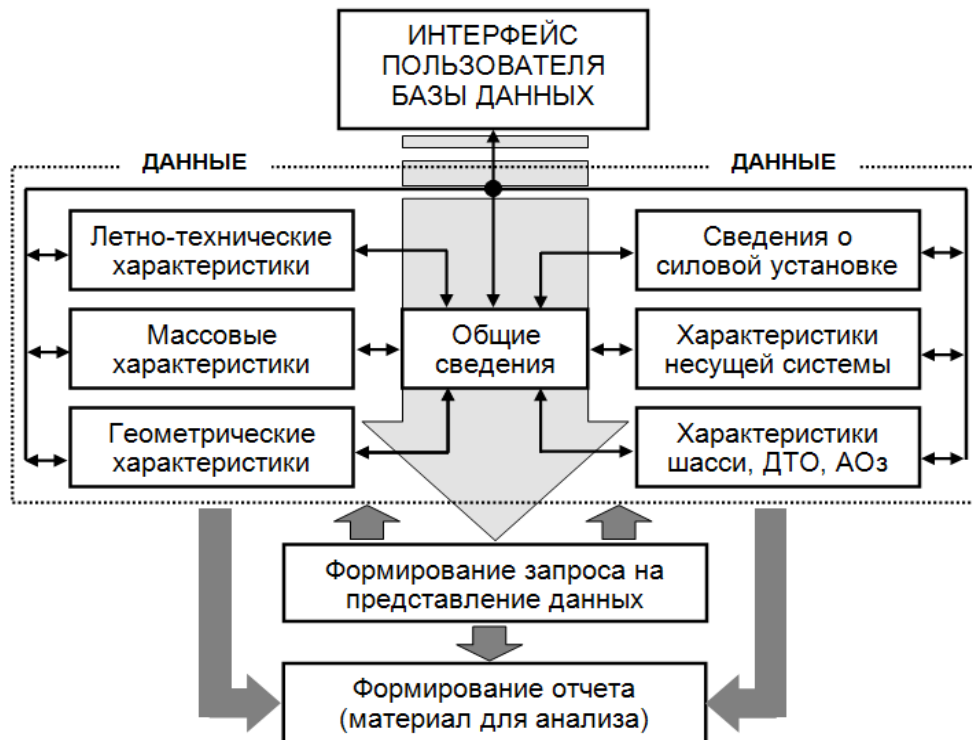 ИНТЕРФЕЙС
ПОЛЬЗОВАТЕЛЯ
БАЗЫ ДАННЫХ
ДАННЫЕ
ДАННЫЕ
Летно-технические
характеристики
Сведения о
силовой установке
Массовые
характеристики
Общие
сведения
Характеристики
несущей системы
Геометрические
характеристики
Характеристики
шасси, ДТО, АОз
Формирование запроса на
представление данных
Формирование отчета
(материал для анализа)